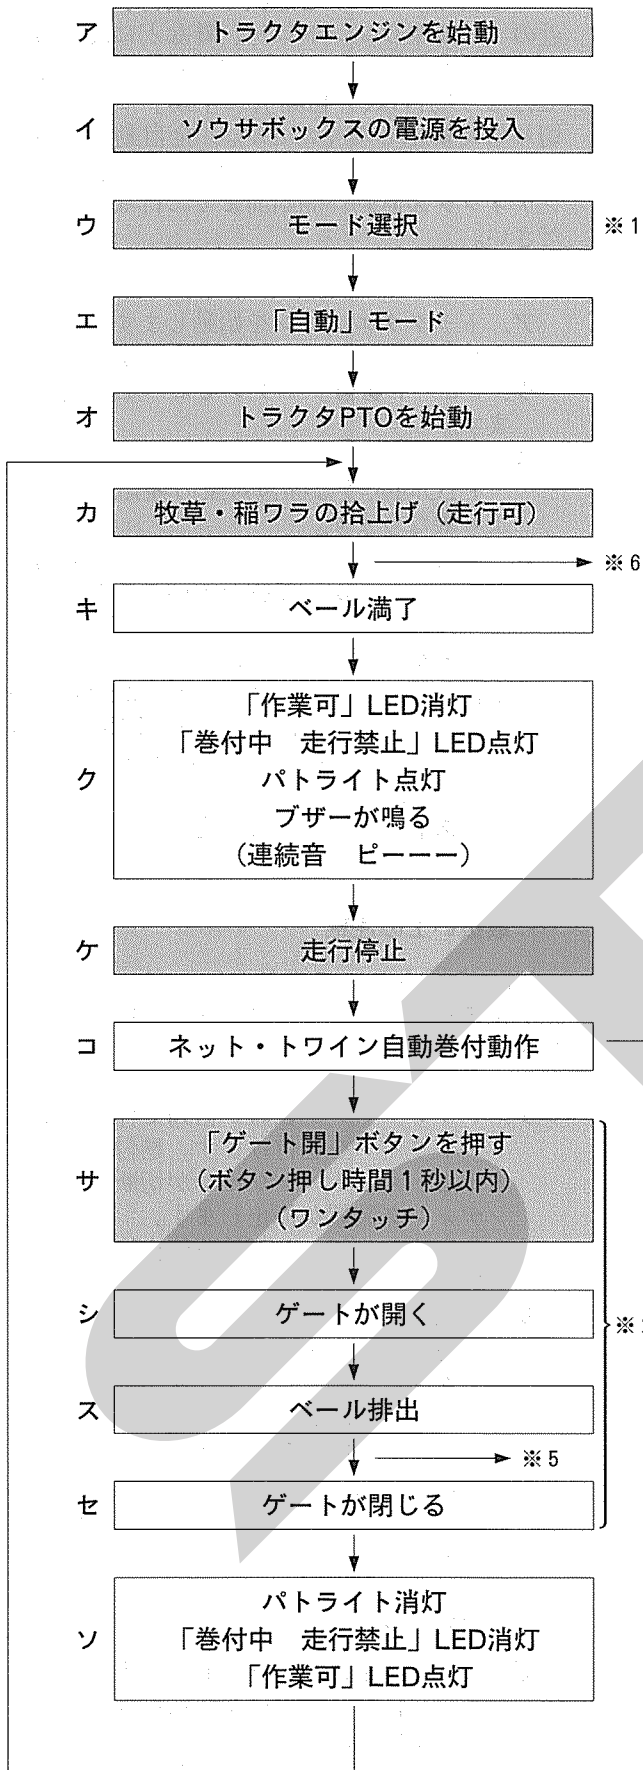 ア トラクタエンジンを始動
イ ソウサボックスの電源を投入
ウ モード選択 ※1
エ 「自動」モード
オ トラクタPTOを始動
カ 牧草・稲ワラの拾上げ（走行可）
※6
キ ベール満了
「作業可」LED消灯
「巻付中 走行禁止」LED点灯
ク パトライト点灯
ブザーが鳴る
（連続音 ピーーー）
ケ 走行停止
コ ネット・トワイン自動巻付動作
「ゲート開」ボタンを押す
サ （ボタン押し時間1秒以内）
（ワンタッチ）
シ ゲートが開く
※
ス ベール排出
※5
セ ゲートが閉じる
パトライト消灯
ソ 「巻付中 走行禁止」LED消灯
「作業可」LED点灯